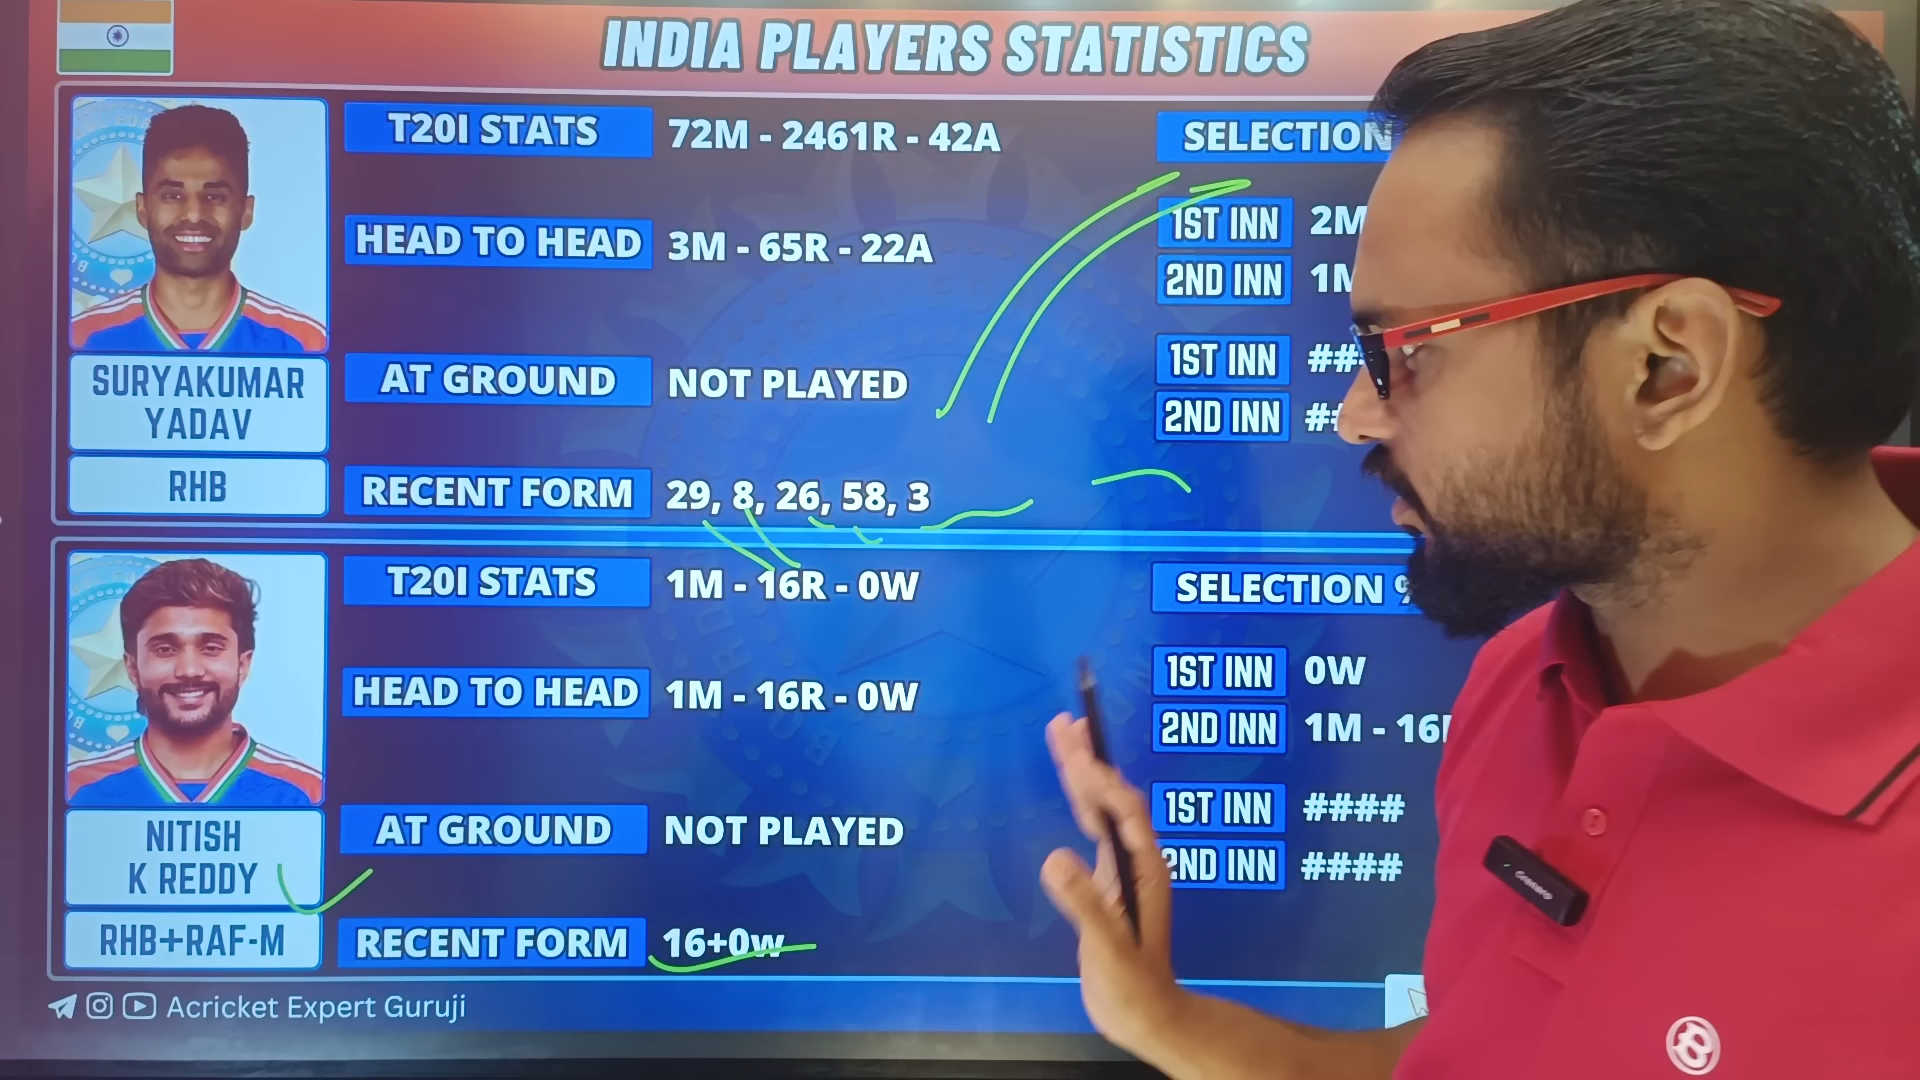 INDIA PLAYERS STATISTICS
T20I STATS 72M - 2461R - 42A
SELECTION
HEAD TO HEAD 3M - 65R - 22A
1ST INN 2M
2ND INN 1M
SURYAKUMAR
YADAV
RHB
AT GROUND NOT PLAYED
1ST INN ##
2ND INN ##
RECENT FORM 29, 8, 26, 58, 3
T20I STATS 1M - 16R - 0W
SELECTION %
HEAD TO HEAD 1M - 16R - 0W
1ST INN 0W
2ND INN 1M - 16
NITISH
K REDDY
RHB+RAF-M
AT GROUND NOT PLAYED
1ST INN ####
2ND INN ####
RECENT FORM 16+0w
Acricket Expert Guruji